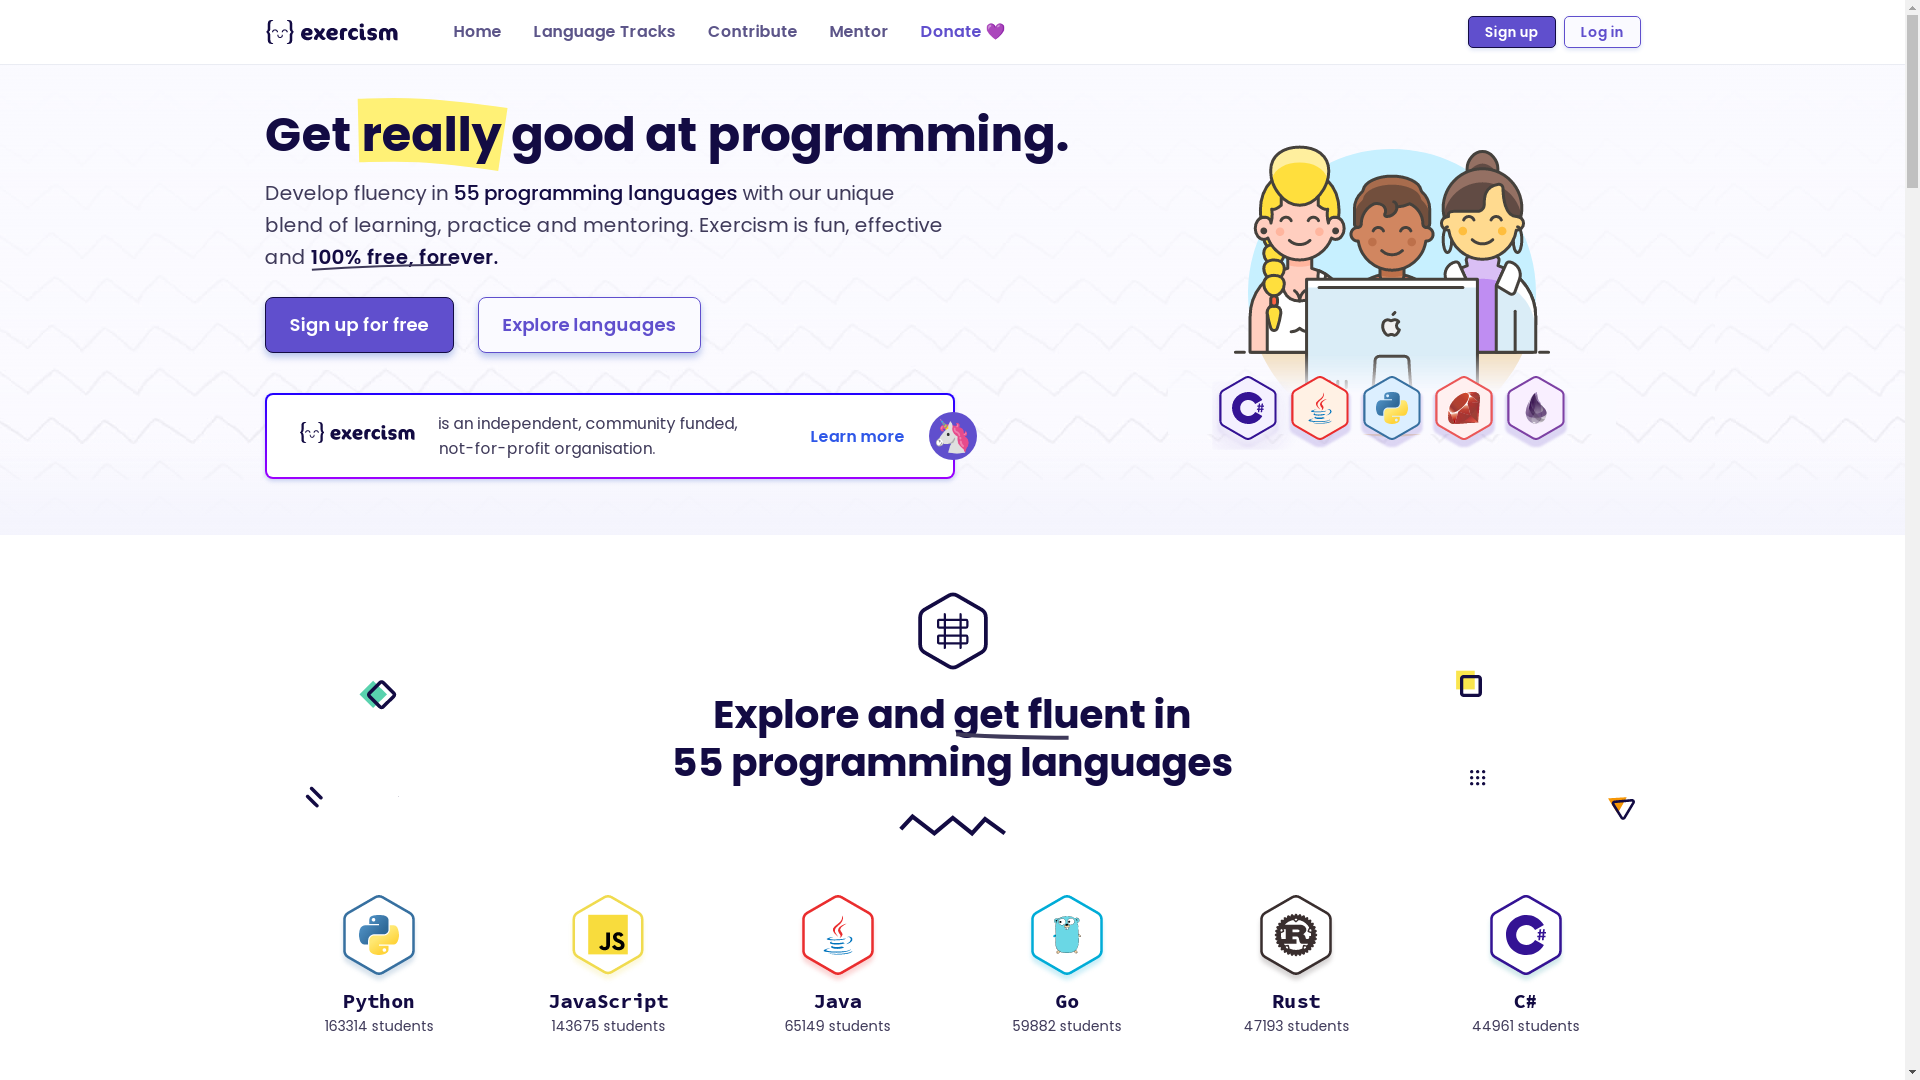 exercism
Home
Language Tracks
Contribute
Mentor
Donate 💜
Sign up
Log in
Get really good at programming.
Develop fluency in 55 programming languages with our unique
blend of learning, practice and mentoring. Exercism is fun, effective
and 100% free, forever.
Sign up for free
Explore languages
exercism
is an independent, community funded,
not-for-profit organisation.
Learn more
C#
Explore and get fluent in
55 programming languages
JS
R
C#
Python
163314 students
JavaScript
143675 students
Java
65149 students
Go
59882 students
Rust
47193 students
C#
44961 students